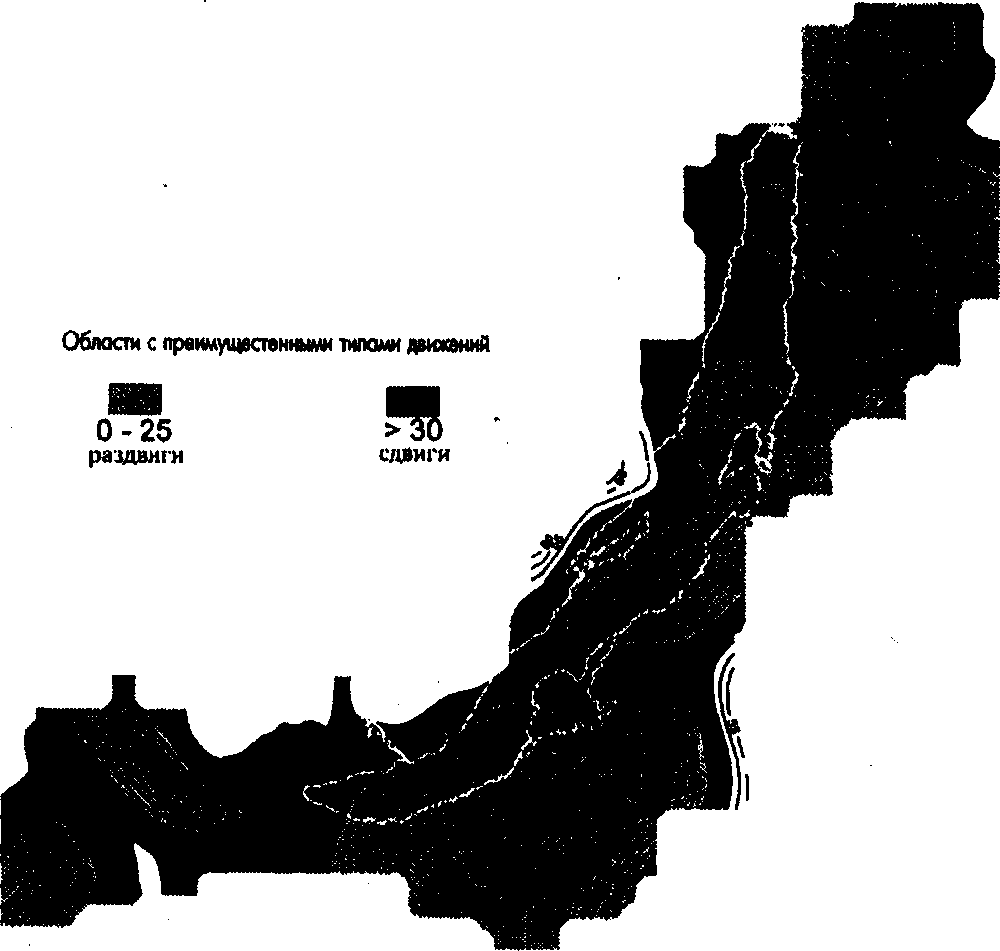 Области с преимущественными типами движений
0 - 25
> 30
раздвиги
сдвиги